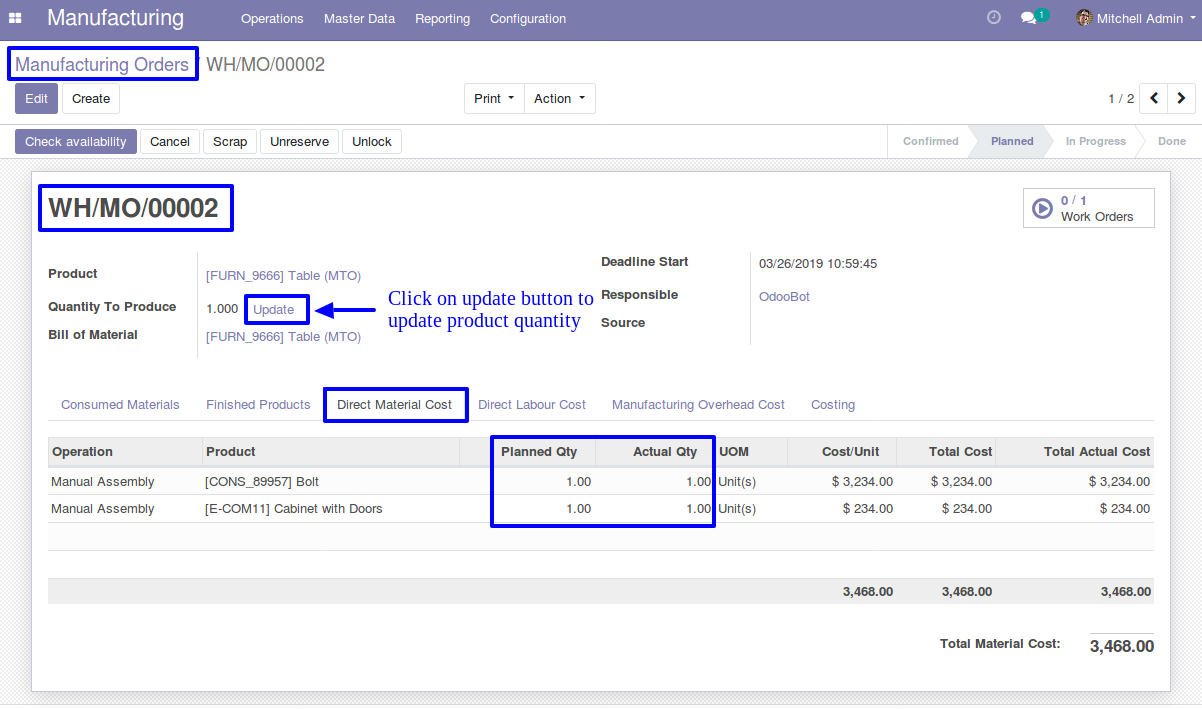 Manufacturing Operations Master Data Reporting Configuration 1 Mitchell Admin
Manufacturing Orders / WH/MO/00002
Edit Create Print Action 1 / 2
Check availability Cancel Scrap Unreserve Unlock Confirmed Planned In Progress Done
WH/MO/00002
0 / 1
Work Orders
Product [FURN_9666] Table (MTO)
Quantity To Produce 1.000 Update
Bill of Material [FURN_9666] Table (MTO)
Click on update button to
update product quantity
Deadline Start 03/26/2019 10:59:45
Responsible OdooBot
Source
Consumed Materials Finished Products Direct Material Cost Direct Labour Cost Manufacturing Overhead Cost Costing
Operation Product Planned Qty Actual Qty UOM Cost/Unit Total Cost Total Actual Cost
Manual Assembly [CONS_89957] Bolt 1.00 1.00 Unit(s) $ 3,234.00 $ 3,234.00 $ 3,234.00
Manual Assembly [E-COM11] Cabinet with Doors 1.00 1.00 Unit(s) $ 234.00 $ 234.00 $ 234.00
3,468.00 3,468.00 3,468.00
Total Material Cost: 3,468.00